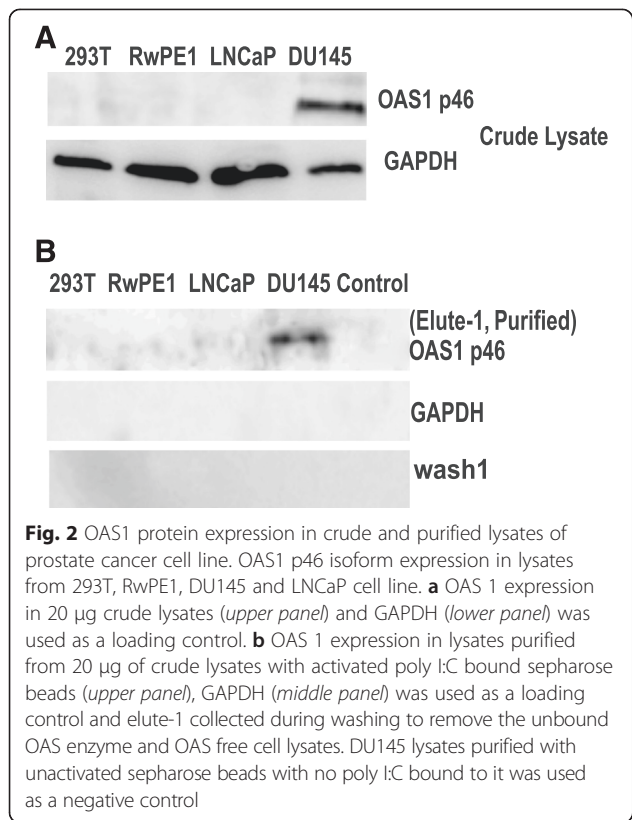 A
293T RwPE1 LNCaP DU145
OAS1 p46
Crude Lysate
GAPDH
B
293T RwPE1 LNCaP DU145 Control
(Elute-1, Purified)
OAS1 p46
GAPDH
wash1
Fig. 2 OAS1 protein expression in crude and purified lysates of
prostate cancer cell line. OAS1 p46 isoform expression in lysates
from 293T, RwPE1, DU145 and LNCaP cell line. a OAS 1 expression
in 20 μg crude lysates (upper panel) and GAPDH (lower panel) was
used as a loading control. b OAS 1 expression in lysates purified
from 20 μg of crude lysates with activated poly I:C bound sepharose
beads (upper panel), GAPDH (middle panel) was used as a loading
control and elute-1 collected during washing to remove the unbound
OAS enzyme and OAS free cell lysates. DU145 lysates purified with
unactivated sepharose beads with no poly I:C bound to it was used
as a negative control